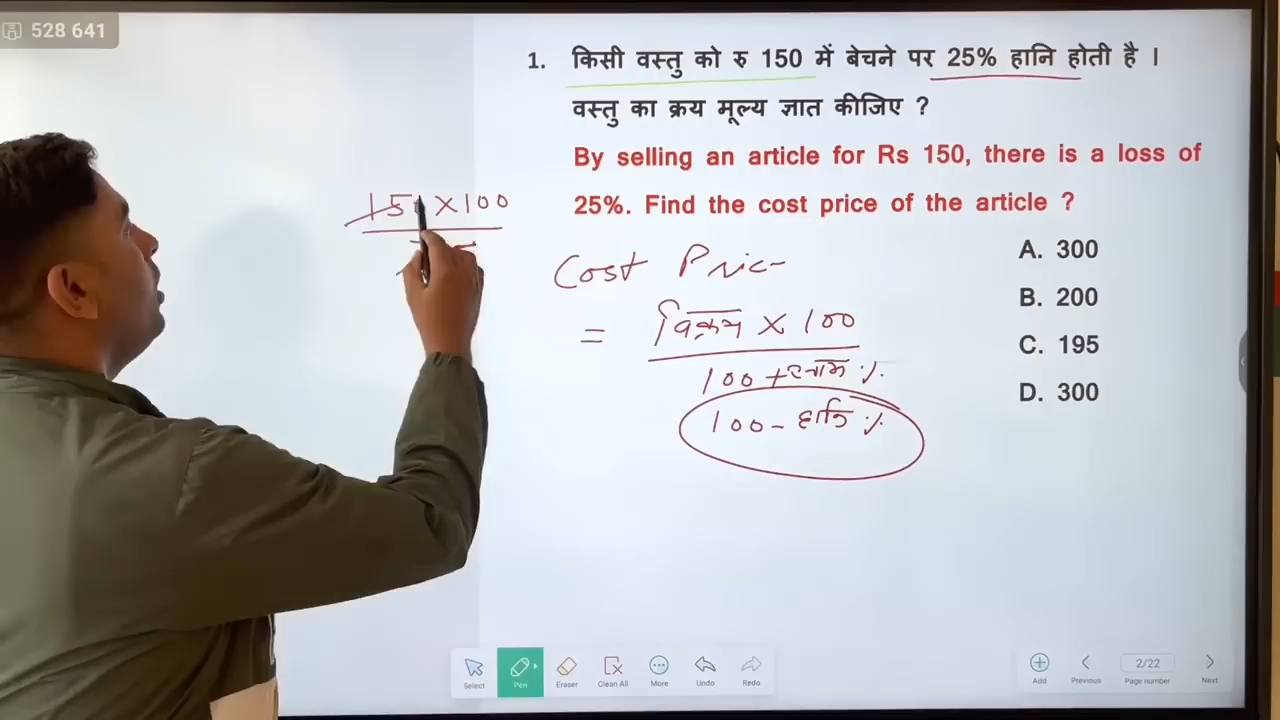 528 641
1. किसी वस्तु को रु 150 में बेचने पर 25% हानि होती है ।
वस्तु का क्रय मूल्य ज्ञात कीजिए ?
By selling an article for Rs 150, there is a loss of
25%. Find the cost price of the article ?
A. 300
B. 200
C. 195
D. 300
15 × 100
Cost Price
= विक्रय × 100
100 + लाभ %
100 - हानि %
Select
Pen
Eraser
Clean All
More
Undo
Redo
Add
Previous
2/22
Page number
Next